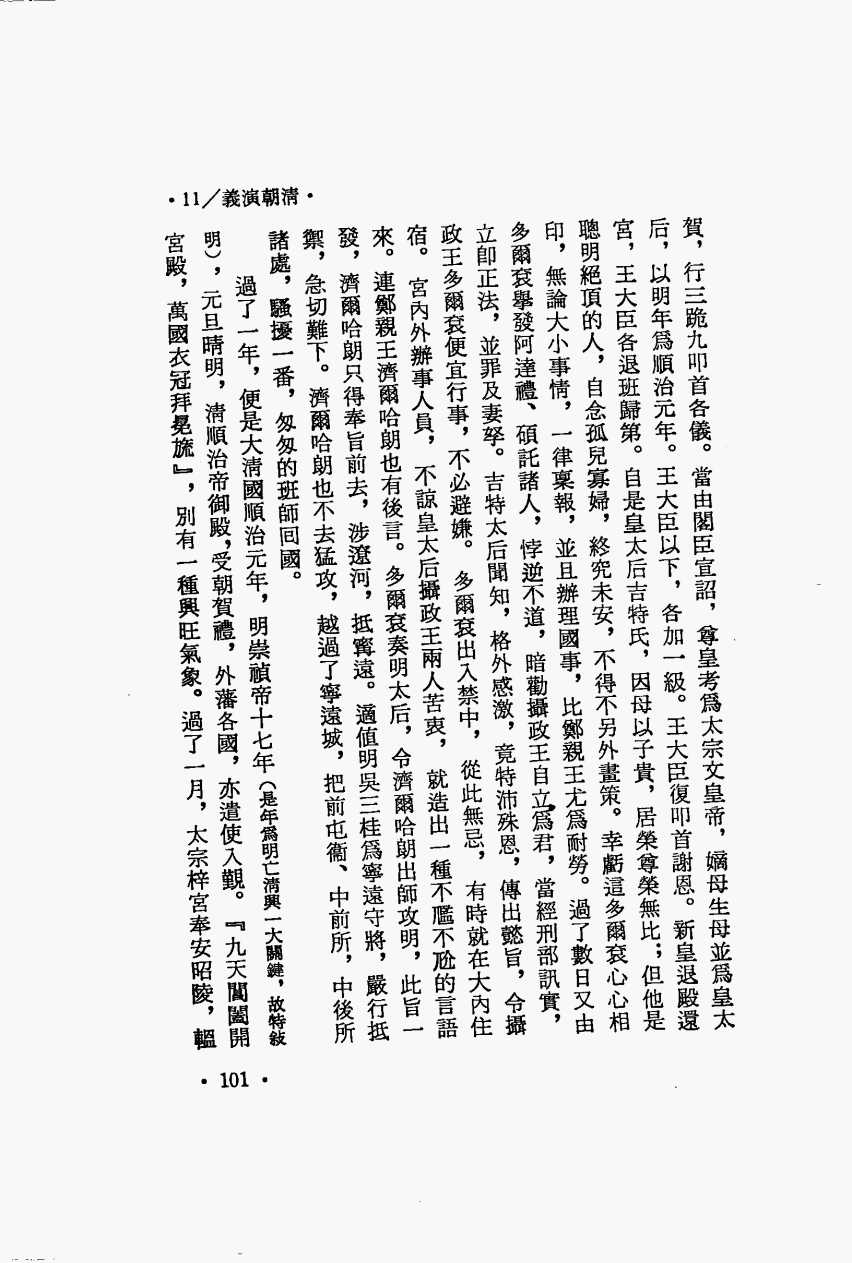 ·11／義演朝清·
賀，行三跪九叩首各儀。當由閣臣宣詔，尊皇考爲太宗文皇帝，嫡母生母並爲皇太
后，以明年爲順治元年。王大臣以下，各加一級。王大臣復叩首謝恩。新皇退殿還
宮，王大臣各退班歸第。自是皇太后吉特氏，因母以子貴，居榮尊榮無比；但他是
聰明絕頂的人，自念孤兒寡婦，終究未安，不得不另外畫策。幸虧這多爾袞心心相
印，無論大小事情，一律稟報，並且辦理國事，比鄭親王尤爲耐勞。過了數日又由
多爾袞舉發阿達禮、碩託諸人，悖逆不道，暗勸攝政王自立爲君，當經刑部訊實，
立卽正法，並罪及妻孥。吉特太后聞知，格外感激，竟特沛殊恩，傳出懿旨，令攝
政王多爾袞便宜行事，不必避嫌。多爾袞出入禁中，從此無忌，有時就在大內住
宿。宮內外辦事人員，不諒皇太后攝政王兩人苦衷，就造出一種不尷不尬的言語
來。連鄭親王濟爾哈朗也有後言。多爾袞奏明太后，令濟爾哈朗出師攻明，此旨一
發，濟爾哈朗只得奉旨前去，涉遼河，抵寗遠。適值明吳三桂爲寧遠守將，嚴行抵
禦，急切難下。濟爾哈朗也不去猛攻，越過了寧遠城，把前屯衞、中前所，中後所
諸處，騷擾一番，匆匆的班師回國。
過了一年，便是大清國順治元年，明崇禎帝十七年（是年爲明亡清興一大關鍵，故特敍
明），元旦晴明，清順治帝御殿，受朝賀禮，外藩各國，亦遣使入覲。『九天閶闔開
宮殿，萬國衣冠拜冕旒』，別有一種興旺氣象。過了一月，太宗梓宮奉安昭陵，轀
·101·